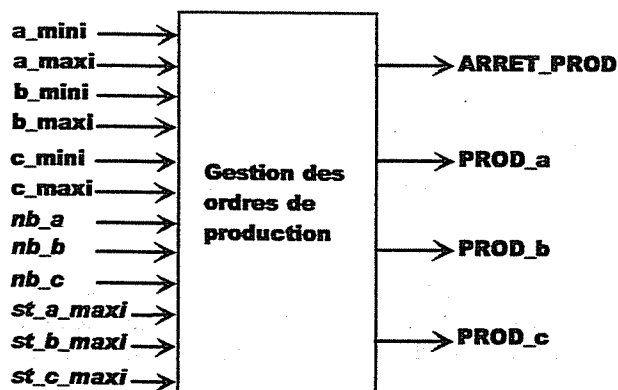 a_mini
a_maxi
b_mini
b_maxi
c_mini
c_maxi
nb_a
nb_b
nb_c
st_a_maxi
st_b_maxi
st_c_maxi
Gestion des
ordres de
production
ARRET_PROD
PROD_a
PROD_b
PROD_c